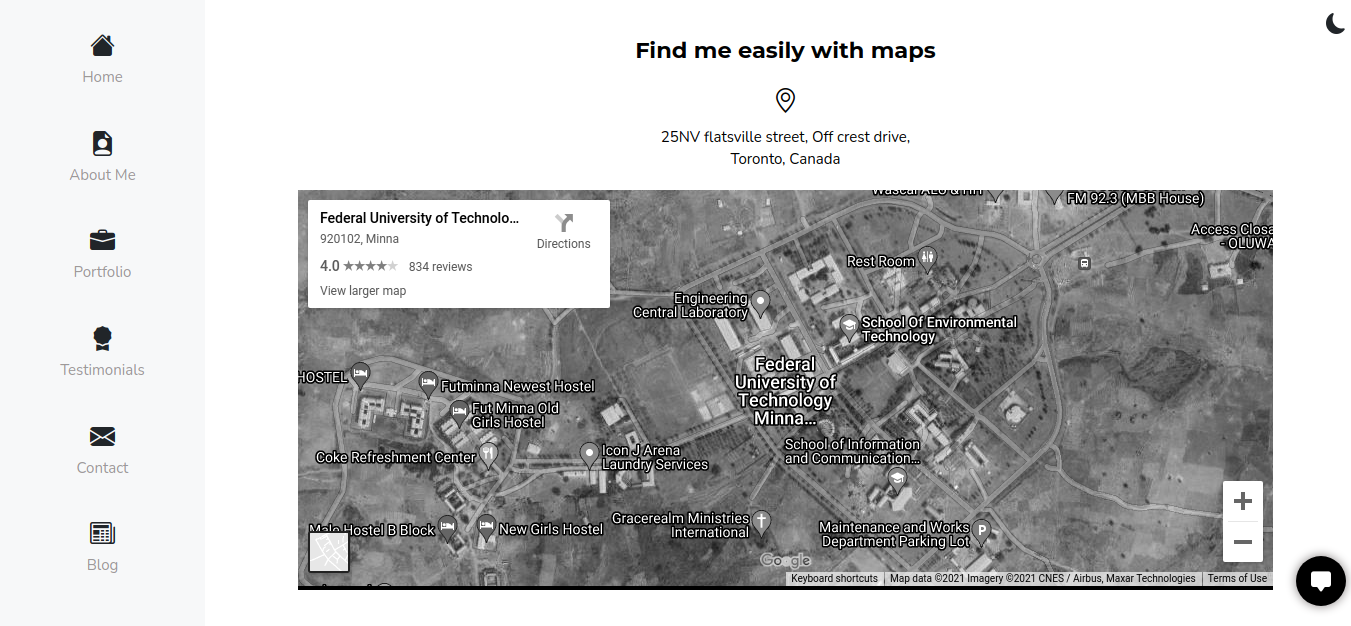 Home
About Me
Portfolio
Testimonials
Contact
Blog
Find me easily with maps
25NV flatsville street, Off crest drive,
Toronto, Canada
Federal University of Technolo...
920102, Minna
Directions
4.0
834 reviews
View larger map
FM 92.3 (MBB House)
Access Closa
- OLUWA
Rest Room
Engineering
Central Laboratory
School Of Environmental
Technology
Federal
University of
Technology
Minna...
HOSTEL
Futminna Newest Hostel
Fut Minna Old
Girls Hostel
Coke Refreshment Center
Icon J Arena
Laundry Services
School of Information
and Communication...
Male Hostel B Block
New Girls Hostel
Gracerealm Ministries
International
Maintenance and Works
Department Parking Lot
P
Google
Keyboard shortcuts
Map data ©2021 Imagery ©2021 CNES / Airbus, Maxar Technologies
Terms of Use